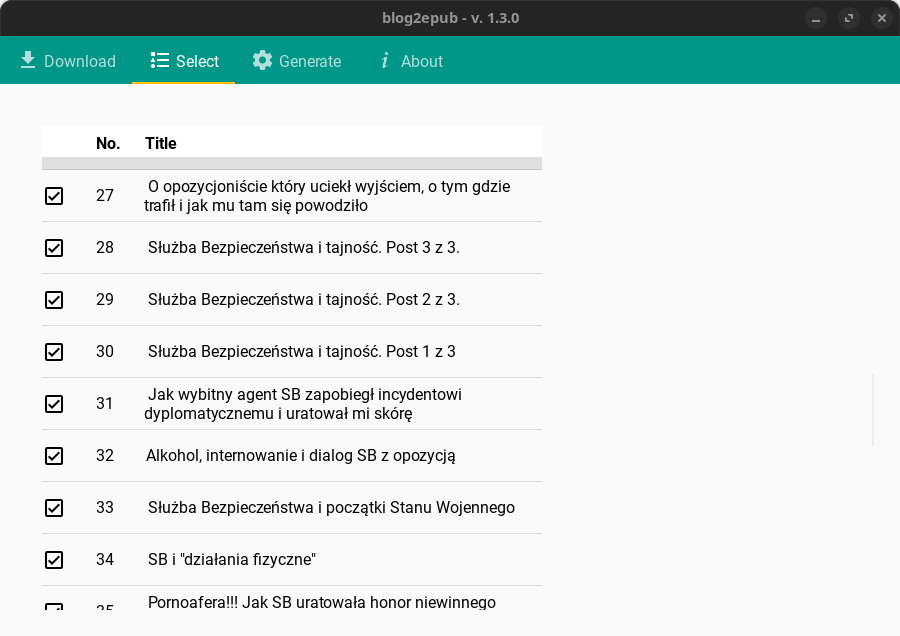 blog2epub - v. 1.3.0
Download Select Generate i About
No. Title
27 O opozycjoniście który uciekł wyjściem, o tym gdzie
trafił i jak mu tam się powodziło
28 Służba Bezpieczeństwa i tajność. Post 3 z 3.
29 Służba Bezpieczeństwa i tajność. Post 2 z 3.
30 Służba Bezpieczeństwa i tajność. Post 1 z 3
31 Jak wybitny agent SB zapobiegł incydentowi
dyplomatycznemu i uratował mi skórę
32 Alkohol, internowanie i dialog SB z opozycją
33 Służba Bezpieczeństwa i początki Stanu Wojennego
34 SB i "działania fizyczne"
35 Pornoafera!!! Jak SB uratowała honor niewinnego